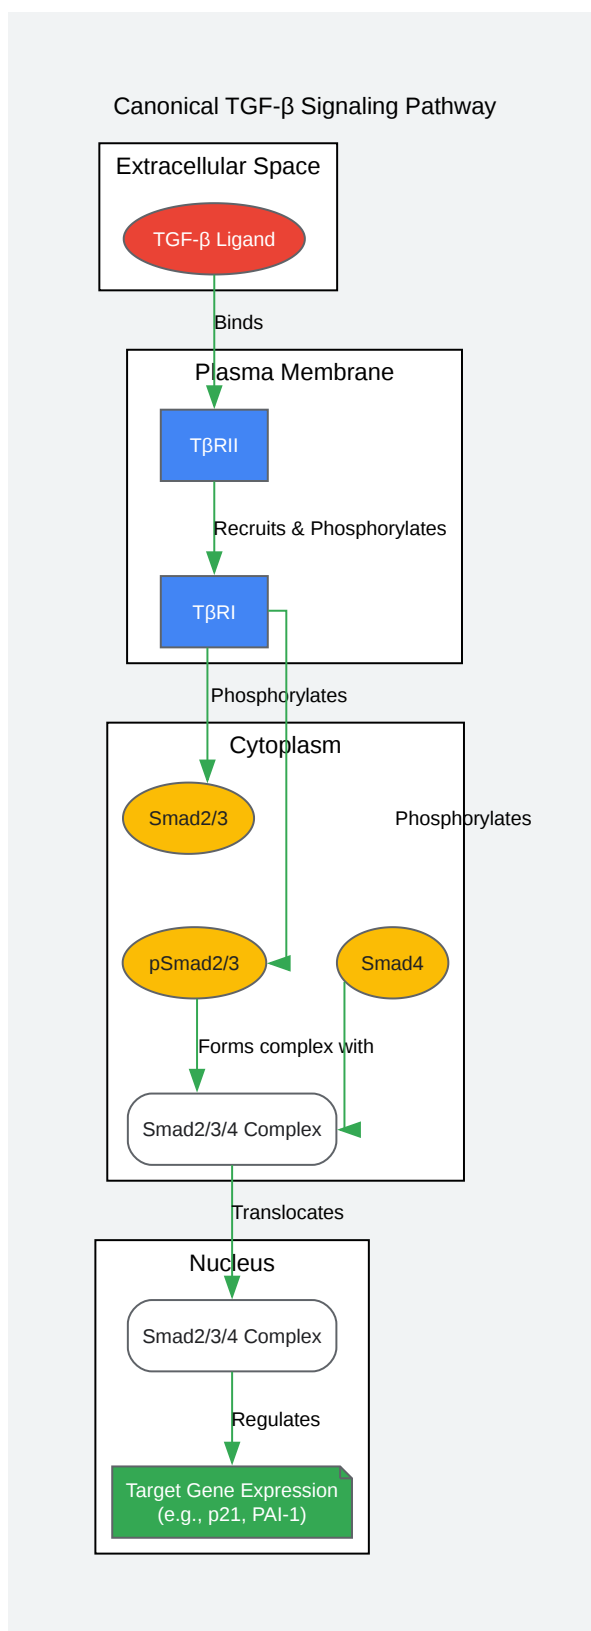 Canonical TGF-β Signaling Pathway
Extracellular Space
TGF-β Ligand
Binds
Plasma Membrane
TβRII
Recruits & Phosphorylates
TβRI
Phosphorylates
Cytoplasm
Smad2/3
Phosphorylates
pSmad2/3
Smad4
Forms complex with
Smad2/3/4 Complex
Translocates
Nucleus
Smad2/3/4 Complex
Regulates
Target Gene Expression
(e.g., p21, PAI-1)